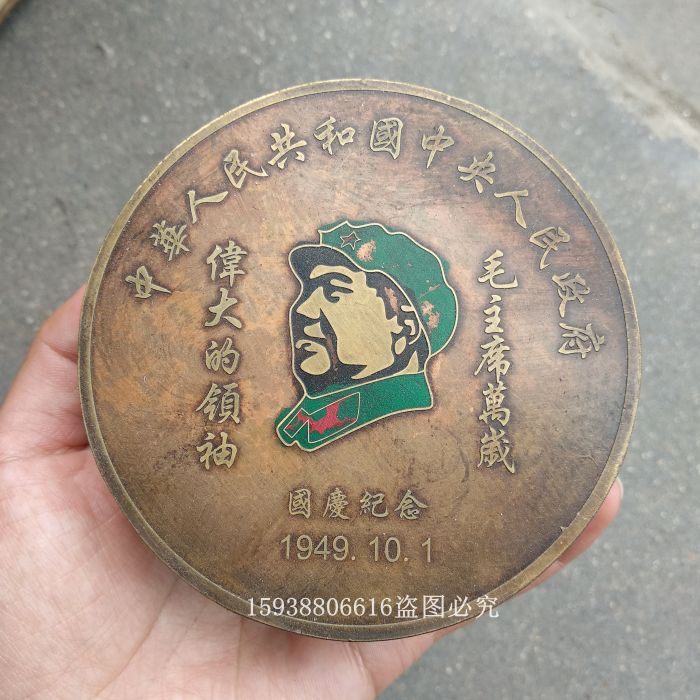 中華人民共和國中央人民政府
偉大的領袖
毛主席萬歲
國慶紀念
1949.10.1
15938806616盗图必究